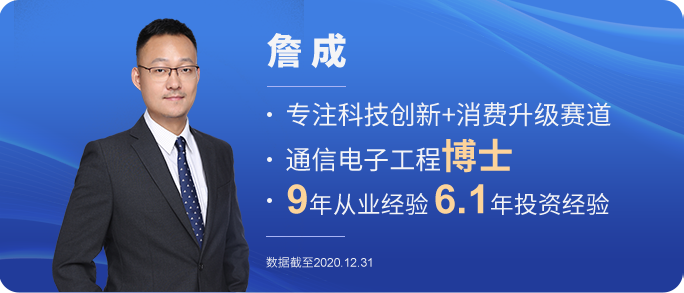 詹成
专注科技创新+消费升级赛道
通信电子工程博士
9年从业经验 6.1年投资经验
数据截至2020.12.31